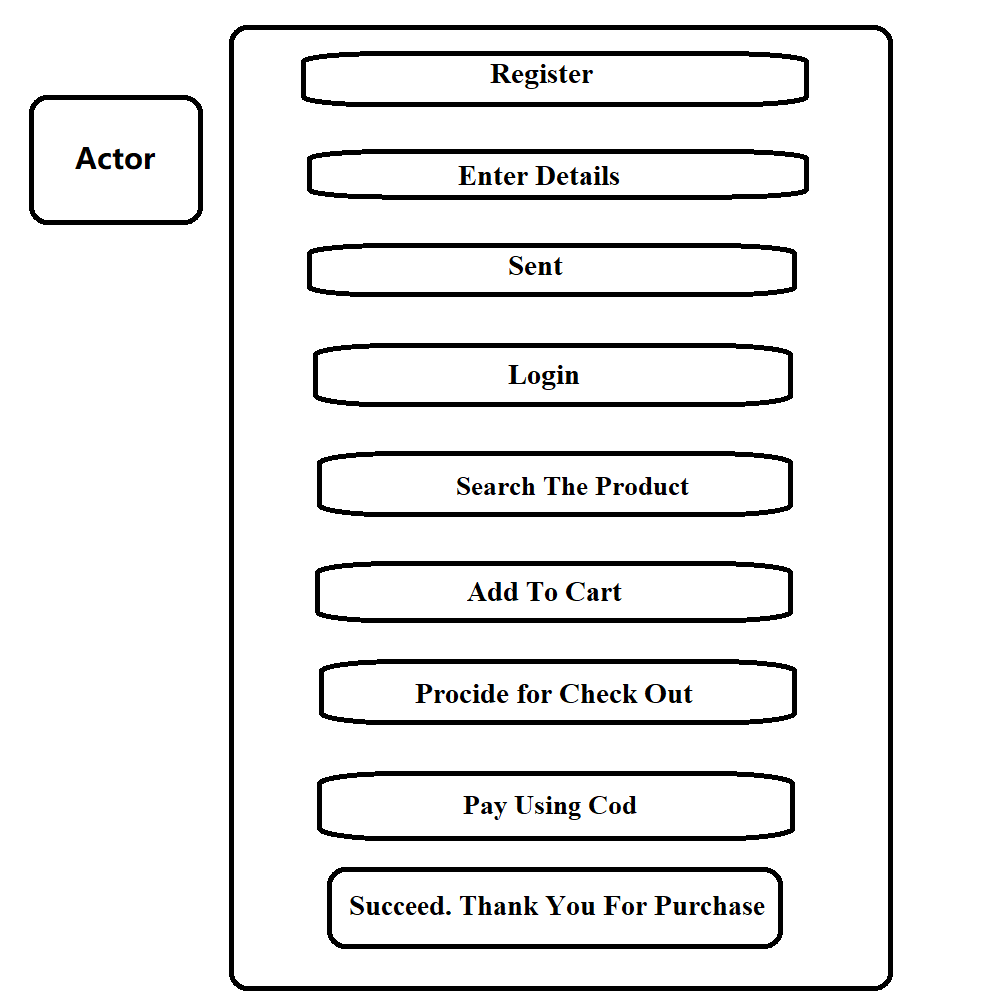 Register
Actor
Enter Details
Sent
Login
Search The Product
Add To Cart
Procide for Check Out
Pay Using Cod
Succeed. Thank You For Purchase